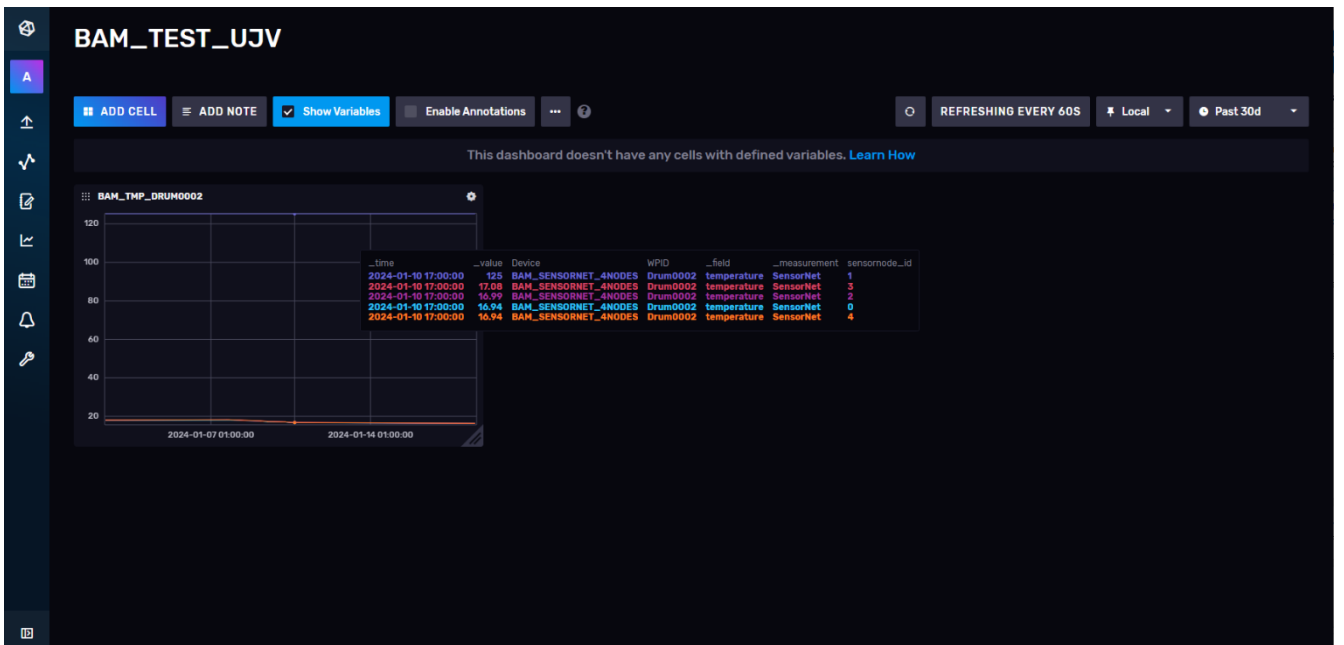 BAM_TEST_UJV
A
ADD CELL ADD NOTE Show Variables Enable Annotations ... ? REFRESHING EVERY 60S Local Past 30d
This dashboard doesn't have any cells with defined variables. Learn How
BAM_TMP_DRUM0002
120
100
80
60
40
20
2024-01-07 01:00:00 2024-01-14 01:00:00
_time _value Device WPID _field _measurement sensornode_id
2024-01-10 17:00:00 125 BAM_SENSORNET_4NODES Drum0002 temperature SensorNet 1
2024-01-10 17:00:00 17.08 BAM_SENSORNET_4NODES Drum0002 temperature SensorNet 3
2024-01-10 17:00:00 16.99 BAM_SENSORNET_4NODES Drum0002 temperature SensorNet 2
2024-01-10 17:00:00 16.94 BAM_SENSORNET_4NODES Drum0002 temperature SensorNet 0
2024-01-10 17:00:00 16.94 BAM_SENSORNET_4NODES Drum0002 temperature SensorNet 4